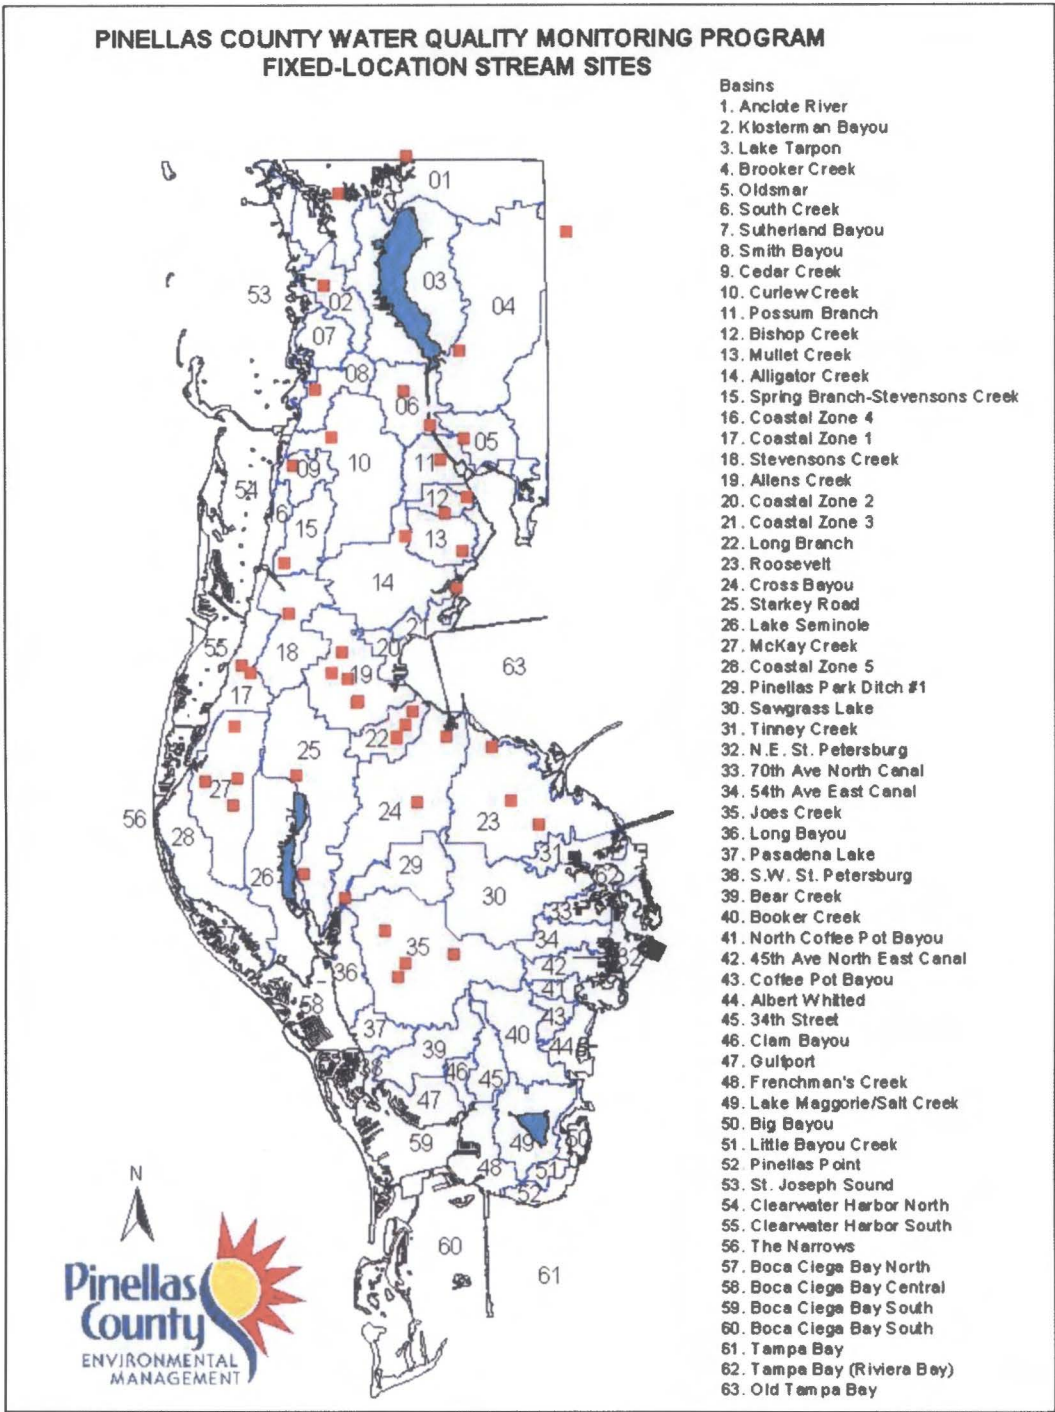 PINELLAS COUNTY WATER QUALITY MONITORING PROGRAM
FIXED-LOCATION STREAM SITES
Basins
1. Anclote River
2. Klosterman Bayou
3. Lake Tarpon
4. Brooker Creek
5. Oldsmar
6. South Creek
7. Sutherland Bayou
8. Smith Bayou
9. Cedar Creek
10. Curlew Creek
11. Possum Branch
12. Bishop Creek
13. Mullet Creek
14. Alligator Creek
15. Spring Branch-Stevensons Creek
16. Coastal Zone 4
17. Coastal Zone 1
18. Stevensons Creek
19. Allens Creek
20. Coastal Zone 2
21. Coastal Zone 3
22. Long Branch
23. Roosevelt
24. Cross Bayou
25. Starkey Road
26. Lake Seminole
27. McKay Creek
28. Coastal Zone 5
29. Pinellas Park Ditch #1
30. Sawgrass Lake
31. Tinney Creek
32. N.E. St. Petersburg
33. 70th Ave North Canal
34. 54th Ave East Canal
35. Joes Creek
36. Long Bayou
37. Pasadena Lake
38. S.W. St. Petersburg
39. Bear Creek
40. Booker Creek
41. North Coffee Pot Bayou
42. 45th Ave North East Canal
43. Coffee Pot Bayou
44. Albert Whitted
45. 34th Street
46. Clam Bayou
47. Gulfport
48. Frenchman's Creek
49. Lake Maggorie/Salt Creek
50. Big Bayou
51. Little Bayou Creek
52. Pinellas Point
53. St. Joseph Sound
54. Clearwater Harbor North
55. Clearwater Harbor South
56. The Narrows
57. Boca Ciega Bay North
58. Boca Ciega Bay Central
59. Boca Ciega Bay South
60. Boca Ciega Bay South
61. Tampa Bay
62. Tampa Bay (Riviera Bay)
63. Old Tampa Bay
01
03
53
02
04
07
08
06
05
10
11
09
54
12
6
15
13
14
21
20
55
18
19
63
17
22
25
27
24
23
56
28
31
29
26
62
30
33
34
35
32
36
42
41
58
43
40
37
39
44
38
46
45
47
49
50
59
48
51
52
60
61
N
Pinellas
County
ENVIRONMENTAL
MANAGEMENT